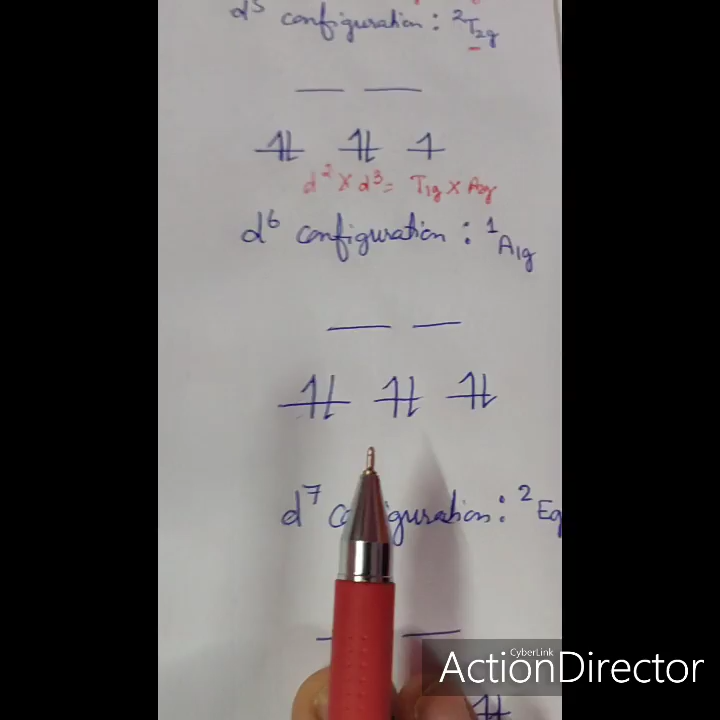 d⁵ configuration : ²T₂g
d² x d³ = T₁g x A₂g
d⁶ configuration : ¹A₁g
d⁷ configuration : ²Eg
CyberLink
ActionDirector